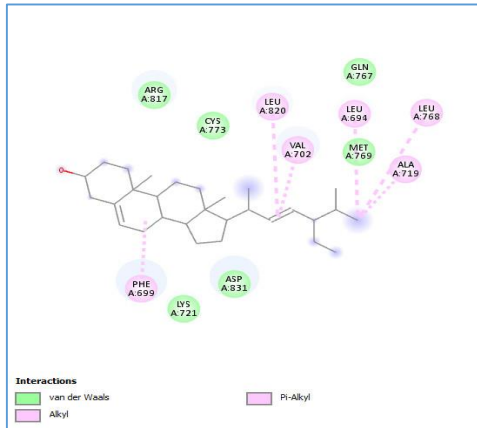 GLN
A:767
ARG
A:817
LEU
A:820
LEU
A:694
LEU
A:768
CYS
A:773
VAL
A:702
MET
A:769
ALA
A:719
O
PHE
A:699
LYS
A:721
ASP
A:831
Interactions
van der Waals
Pi-Alkyl
Alkyl